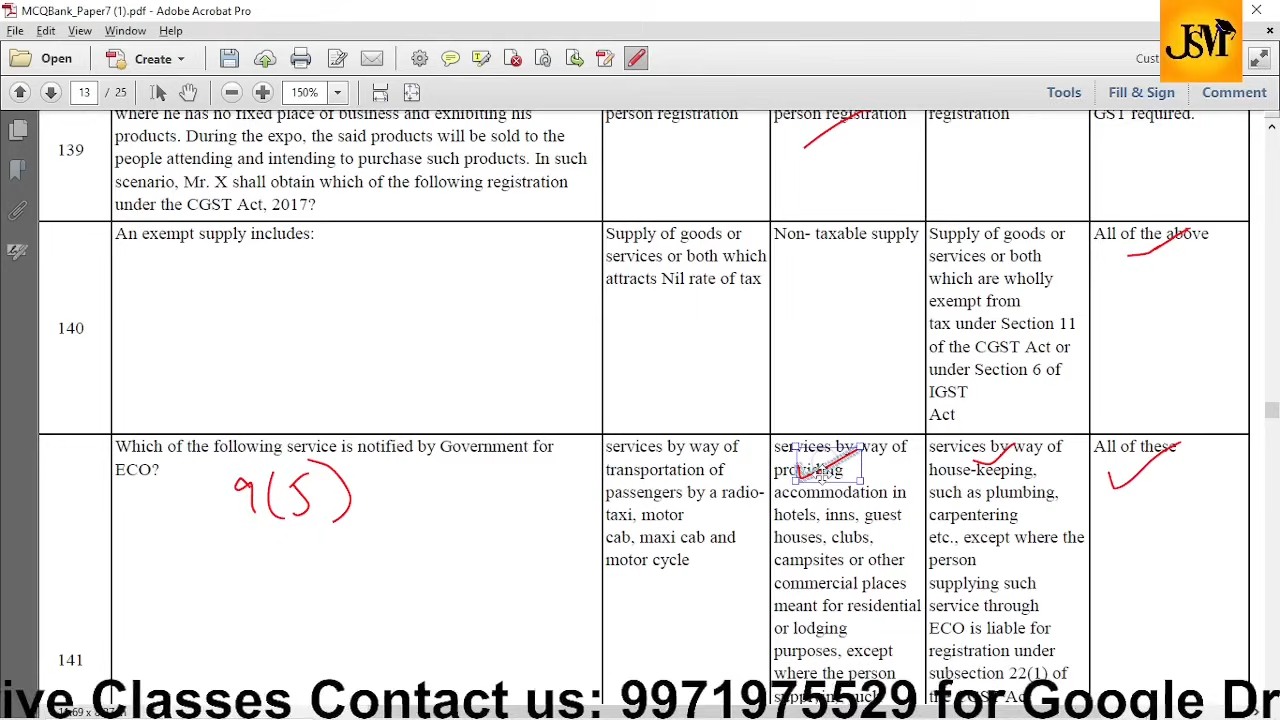 MCQBank_Paper7 (1).pdf - Adobe Acrobat Pro
File Edit View Window Help
JSM
Open Create Cust
13 / 25 150% Tools Fill & Sign Comment
139
where he has no fixed place of business and exhibiting his
products. During the expo, the said products will be sold to the
people attending and intending to purchase such products. In such
scenario, Mr. X shall obtain which of the following registration
under the CGST Act, 2017?
person registration
person registration
registration
GST required.
140
An exempt supply includes:
Supply of goods or
services or both which
attracts Nil rate of tax
Non- taxable supply
Supply of goods or
services or both
which are wholly
exempt from
tax under Section 11
of the CGST Act or
under Section 6 of
IGST
Act
All of the above
141
Which of the following service is notified by Government for
ECO?
9(5)
services by way of
transportation of
passengers by a radio-
taxi, motor
cab, maxi cab and
motor cycle
services by way of
providing
accommodation in
hotels, inns, guest
houses, clubs,
campsites or other
commercial places
meant for residential
or lodging
purposes, except
where the person
supplying such
services by way of
house-keeping,
such as plumbing,
carpentering
etc., except where the
person
supplying such
service through
ECO is liable for
registration under
subsection 22(1) of
the CGST Act
All of these
ive Classes Contact us: 9971975529 for Google Dr